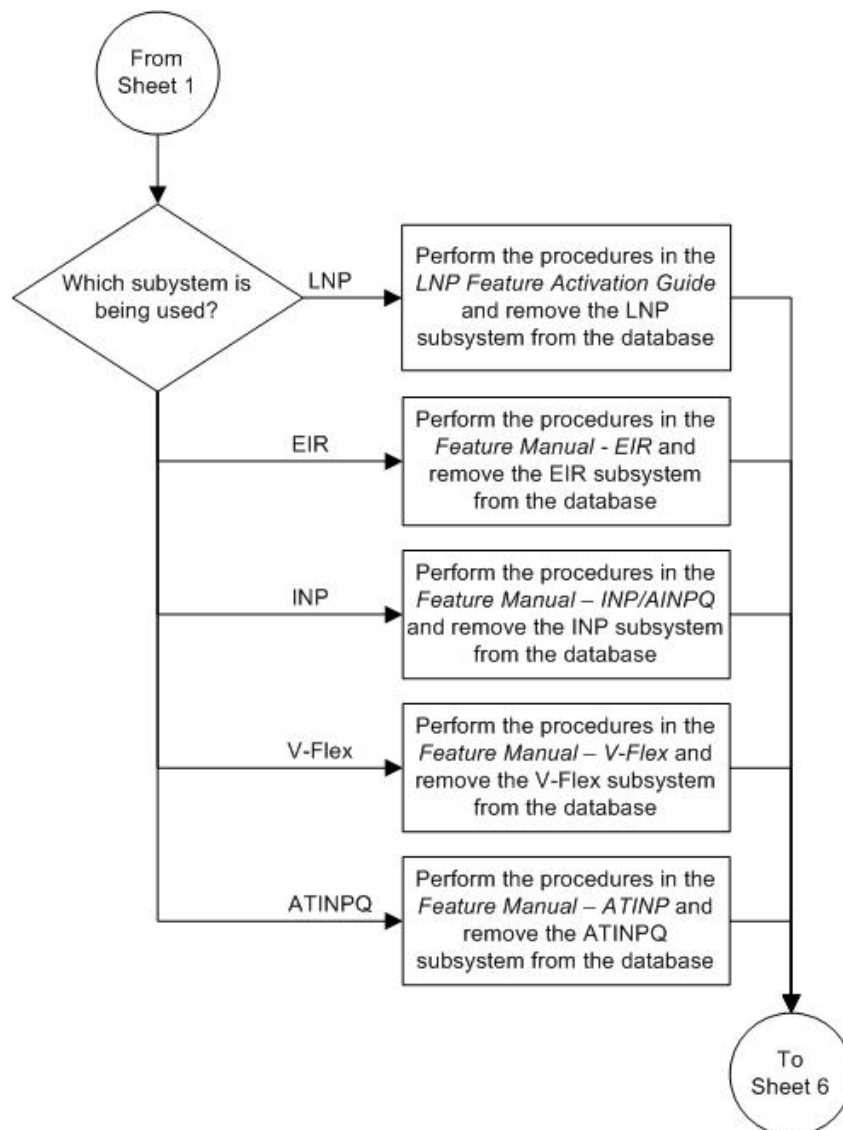 From
Sheet 1
Which subystem is
being used?
LNP
Perform the procedures in the
LNP Feature Activation Guide
and remove the LNP
subsystem from the database
EIR
Perform the procedures in the
Feature Manual - EIR and
remove the EIR subsystem
from the database
INP
Perform the procedures in the
Feature Manual – INP/AINPQ
and remove the INP subsystem
from the database
V-Flex
Perform the procedures in the
Feature Manual – V-Flex and
remove the V-Flex subsystem
from the database
ATINPQ
Perform the procedures in the
Feature Manual – ATINP and
remove the ATINPQ
subsystem from the database
To
Sheet 6